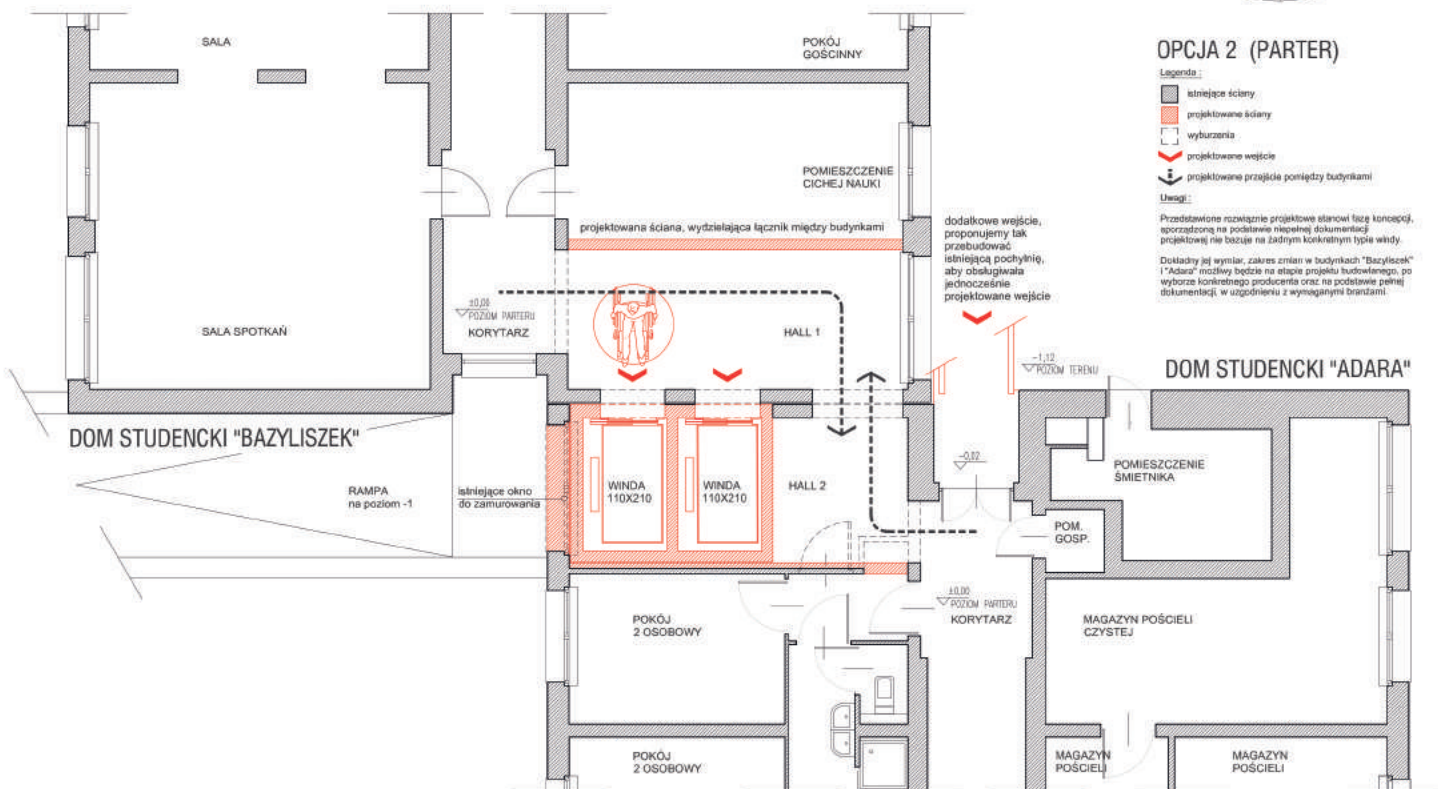 SALA
POKÓJ
GOŚCINNY
OPCJA 2 (PARTER)
Legenda :
istniejące ściany
projektowane ściany
wyburzenia
projektowane wejście
projektowane przejście pomiędzy budynkami
Uwagi :
Przedstawione rozwiąznie projektowe stanowi fazę koncepcji,
sporządzoną na podstawie niepełnej dokumentacji
projektowej nie bazuje na żadnym konkretnym typie windy.
Dokładny jej wymiar, zakres zmian w budynkach "Bazyliszek"
i "Adara" możliwy będzie na etapie projektu budowlanego, po
wyborze konkretnego producenta oraz na podstawie pełnej
dokumentacji, w uzgodnieniu z wymaganymi branżami.
POMIESZCZENIE
CICHEJ NAUKI
projektowana ściana, wydzielająca łącznik między budynkami
dodatkowe wejście,
proponujemy tak
przebudować
istniejącą pochylnię,
aby obsługiwała
jednocześnie
projektowane wejście
±0,00
POZIOM PARTERU
KORYTARZ
SALA SPOTKAŃ
HALL 1
-1,12
POZIOM TERENU
DOM STUDENCKI "ADARA"
DOM STUDENCKI "BAZYLISZEK"
RAMPA
na poziom -1
istniejące okno
do zamurowania
WINDA
110X210
WINDA
110X210
HALL 2
-0,02
POMIESZCZENIE
ŚMIETNIKA
POM.
GOSP.
±0,00
POZIOM PARTERU
KORYTARZ
POKÓJ
2 OSOBOWY
MAGAZYN POŚCIELI
CZYSTEJ
POKÓJ
2 OSOBOWY
MAGAZYN
POŚCIELI
MAGAZYN
POŚCIELI